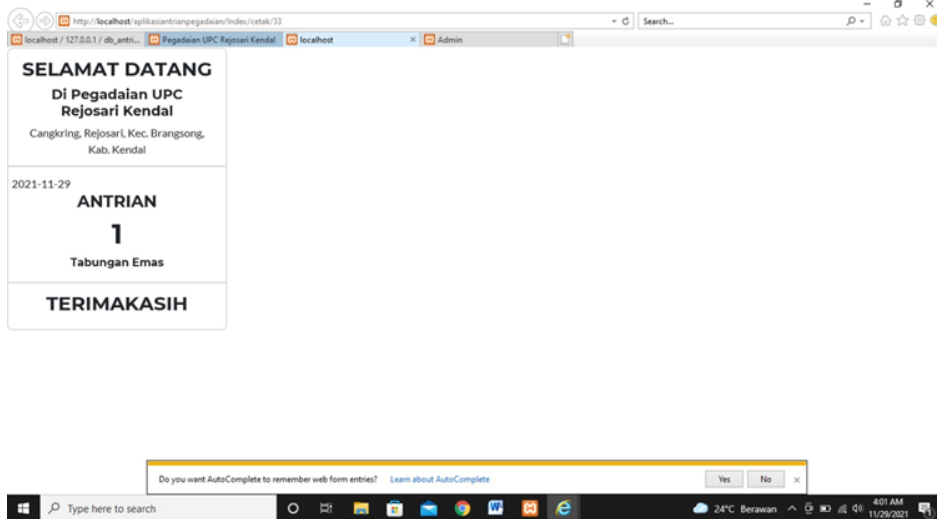 http://localhost/aplikasiantrianpegadaian/Index/cetak/33
Search...
localhost / 127.0.0.1 / db_antri...
Pegadaian UPC Rejosari Kendal
localhost
Admin
SELAMAT DATANG
Di Pegadaian UPC
Rejosari Kendal
Cangkring, Rejosari, Kec. Brangsong,
Kab. Kendal
2021-11-29
ANTRIAN
1
Tabungan Emas
TERIMAKASIH
Do you want AutoComplete to remember web form entries? Learn about AutoComplete
Yes
No
Type here to search
24°C Berawan
4:01 AM
11/29/2021